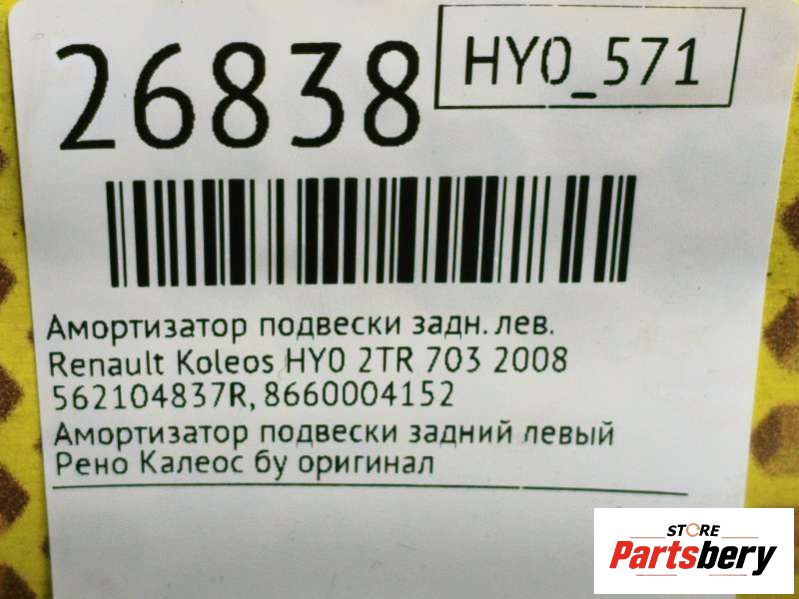 26838
HY0_571
Амортизатор подвески задн. лев.
Renault Koleos HY0 2TR 703 2008
562104837R, 8660004152
Амортизатор подвески задний левый
Рено Калеос бу оригинал
STORE
Partsbery